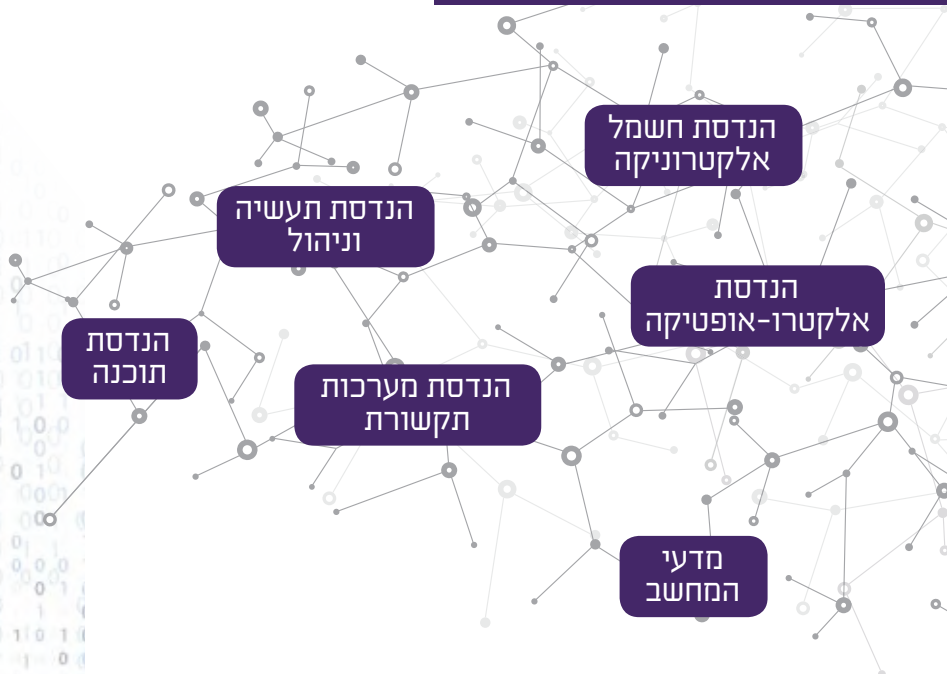 הנדסת חשמל
אלקטרוניקה
הנדסת תעשיה
וניהול
הנדסת
אלקטרו-אופטיקה
הנדסת
תוכנה
הנדסת מערכות
תקשורת
מדעי
המחשב